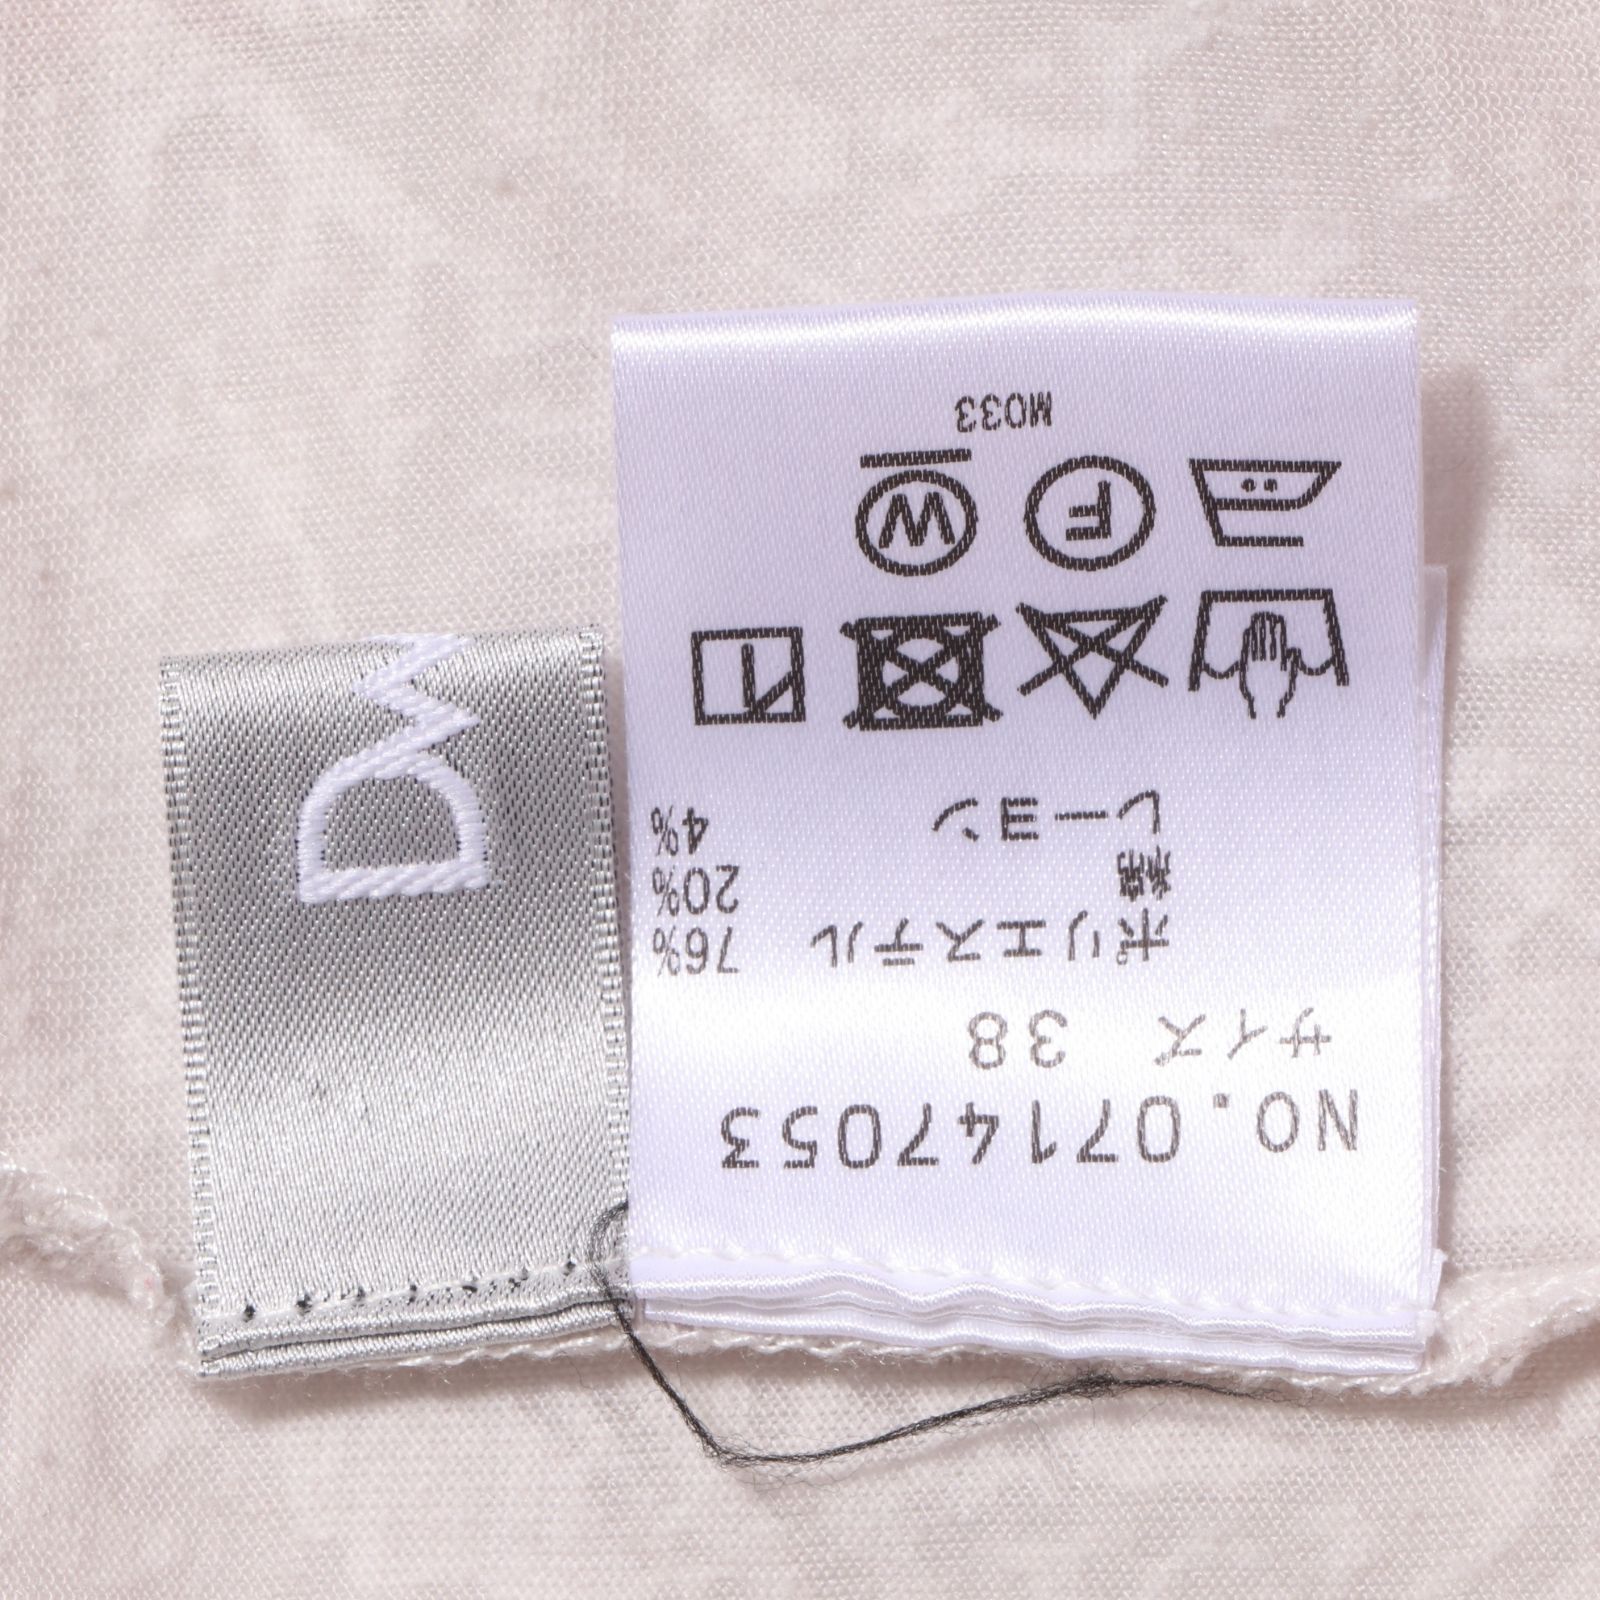 NO.07147053
サイズ 38
ポリエステル 76%
綿 20%
レーヨン 4%
F
W
M033
DW